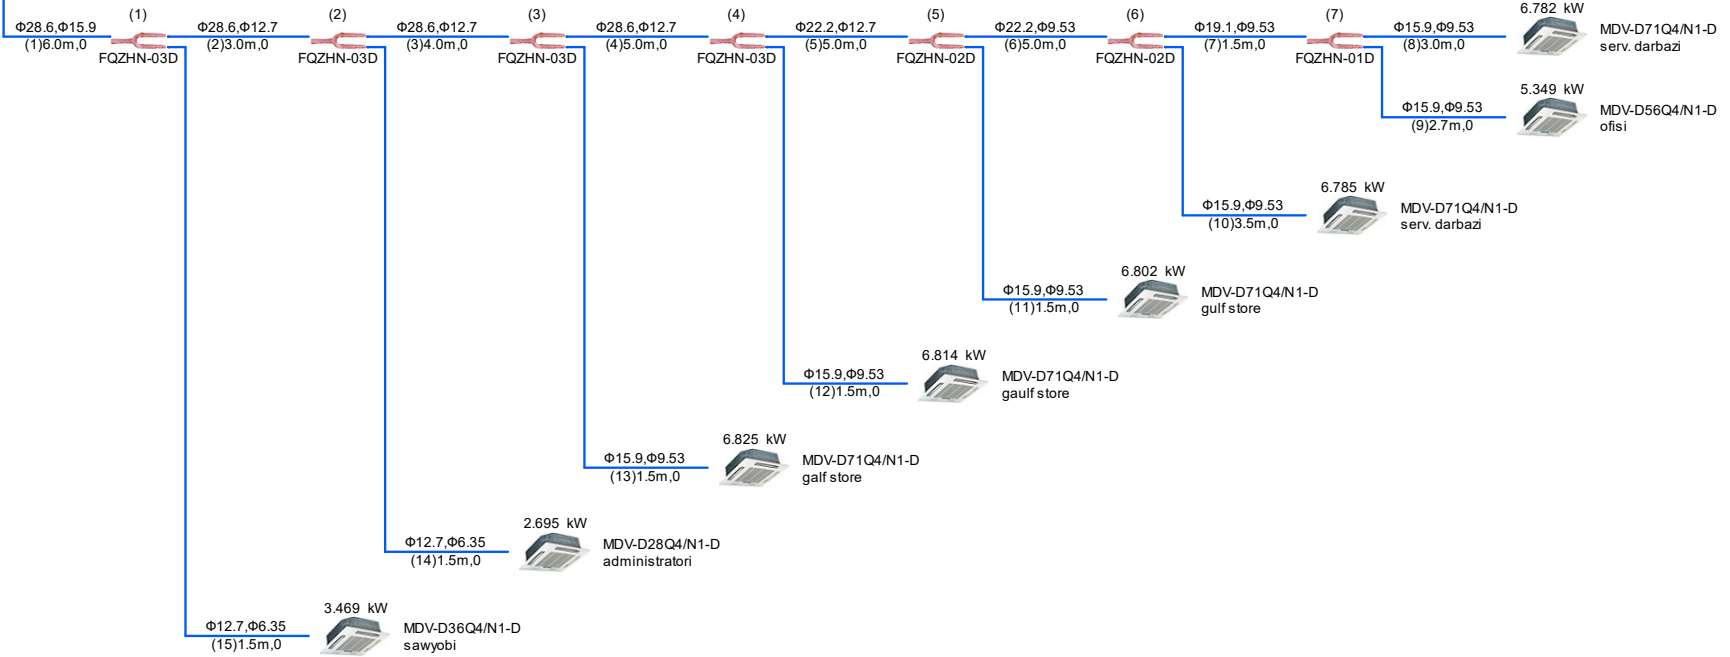 (1) (2) (3) (4) (5) (6) (7) 6.782 kW
Φ28.6,Φ15.9 Φ28.6,Φ12.7 Φ28.6,Φ12.7 Φ28.6,Φ12.7 Φ22.2,Φ12.7 Φ22.2,Φ9.53 Φ19.1,Φ9.53 Φ15.9,Φ9.53 MDV-D71Q4/N1-D
(1)6.0m,0 (2)3.0m,0 (3)4.0m,0 (4)5.0m,0 (5)5.0m,0 (6)5.0m,0 (7)1.5m,0 (8)3.0m,0 serv. darbazi
FQZHN-03D FQZHN-03D FQZHN-03D FQZHN-03D FQZHN-02D FQZHN-02D FQZHN-01D
5.349 kW
Φ15.9,Φ9.53 MDV-D56Q4/N1-D
(9)2.7m,0 ofisi
6.785 kW
Φ15.9,Φ9.53 MDV-D71Q4/N1-D
(10)3.5m,0 serv. darbazi
6.802 kW
Φ15.9,Φ9.53 MDV-D71Q4/N1-D
(11)1.5m,0 gulf store
6.814 kW
Φ15.9,Φ9.53 MDV-D71Q4/N1-D
(12)1.5m,0 gaulf store
6.825 kW
Φ15.9,Φ9.53 MDV-D71Q4/N1-D
(13)1.5m,0 galf store
2.695 kW
Φ12.7,Φ6.35 MDV-D28Q4/N1-D
(14)1.5m,0 administratori
3.469 kW
Φ12.7,Φ6.35 MDV-D36Q4/N1-D
(15)1.5m,0 sawyobi